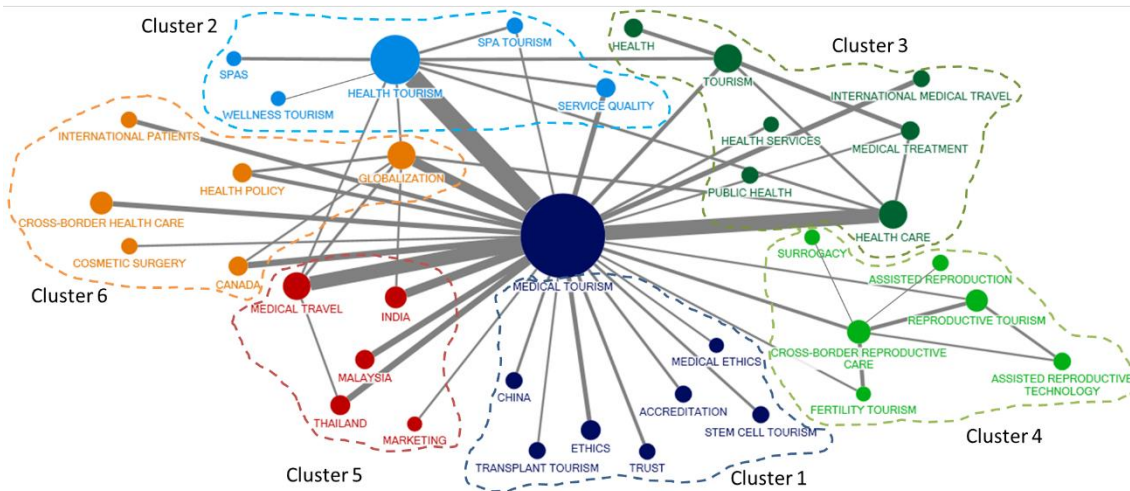 Cluster 2
SPA TOURISM
SPAS
HEALTH TOURISM
WELLNESS TOURISM
SERVICE QUALITY
Cluster 3
HEALTH
TOURISM
INTERNATIONAL MEDICAL TRAVEL
HEALTH SERVICES
MEDICAL TREATMENT
PUBLIC HEALTH
HEALTH CARE
INTERNATIONAL PATIENTS
GLOBALIZATION
HEALTH POLICY
CROSS-BORDER HEALTH CARE
COSMETIC SURGERY
CANADA
Cluster 6
MEDICAL TOURISM
MEDICAL TRAVEL
INDIA
MALAYSIA
THAILAND
MARKETING
Cluster 5
CHINA
MEDICAL ETHICS
ACCREDITATION
STEM CELL TOURISM
ETHICS
TRANSPLANT TOURISM
TRUST
Cluster 1
SURROGACY
ASSISTED REPRODUCTION
REPRODUCTIVE TOURISM
CROSS-BORDER REPRODUCTIVE
CARE
ASSISTED REPRODUCTIVE
TECHNOLOGY
FERTILITY TOURISM
Cluster 4